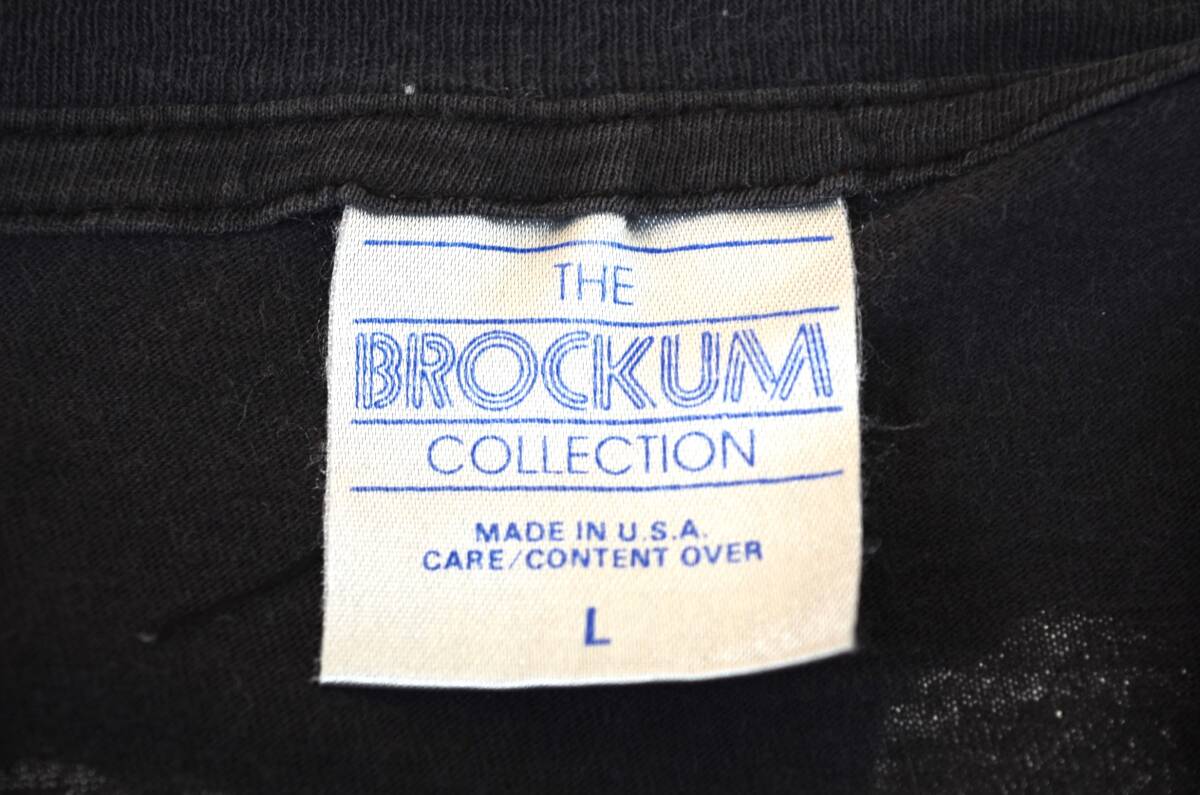 THE
BROCKUM
COLLECTION
MADE IN U.S.A.
CARE/CONTENT OVER
L